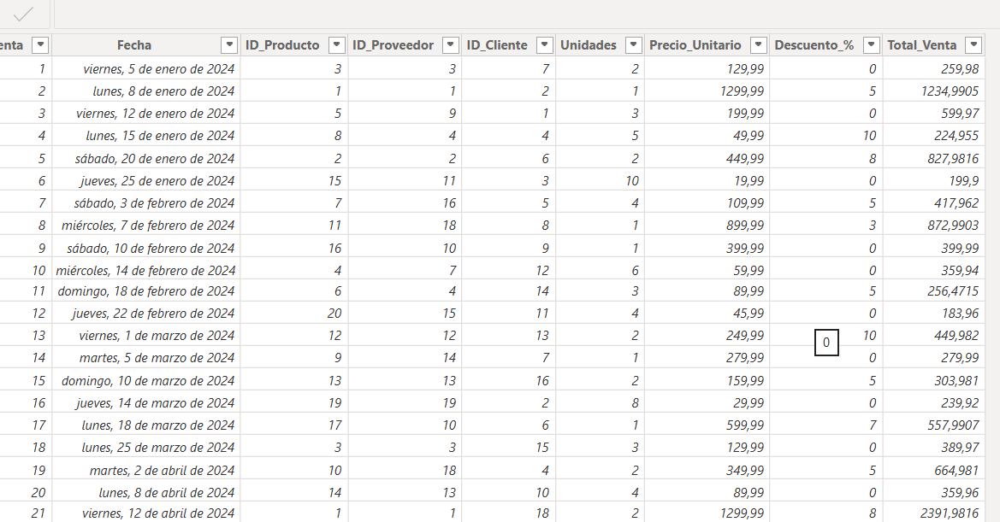 enta Fecha ID_Producto ID_Proveedor ID_Cliente Unidades Precio_Unitario Descuento_% Total_Venta
1 viernes, 5 de enero de 2024 3 3 7 2 129,99 0 259,98
2 lunes, 8 de enero de 2024 1 1 2 1 1299,99 5 1234,9905
3 viernes, 12 de enero de 2024 5 9 1 3 199,99 0 599,97
4 lunes, 15 de enero de 2024 8 4 4 5 49,99 10 224,955
5 sábado, 20 de enero de 2024 2 2 6 2 449,99 8 827,9816
6 jueves, 25 de enero de 2024 15 11 3 10 19,99 0 199,9
7 sábado, 3 de febrero de 2024 7 16 5 4 109,99 5 417,962
8 miércoles, 7 de febrero de 2024 11 18 8 1 899,99 3 872,9903
9 sábado, 10 de febrero de 2024 16 10 9 1 399,99 0 399,99
10 miércoles, 14 de febrero de 2024 4 7 12 6 59,99 0 359,94
11 domingo, 18 de febrero de 2024 6 4 14 3 89,99 5 256,4715
12 jueves, 22 de febrero de 2024 20 15 11 4 45,99 0 183,96
13 viernes, 1 de marzo de 2024 12 12 13 2 249,99 10 449,982
0
14 martes, 5 de marzo de 2024 9 14 7 1 279,99 0 279,99
15 domingo, 10 de marzo de 2024 13 13 16 2 159,99 5 303,981
16 jueves, 14 de marzo de 2024 19 19 2 8 29,99 0 239,92
17 lunes, 18 de marzo de 2024 17 10 6 1 599,99 7 557,9907
18 lunes, 25 de marzo de 2024 3 3 15 3 129,99 0 389,97
19 martes, 2 de abril de 2024 10 18 4 2 349,99 5 664,981
20 lunes, 8 de abril de 2024 14 13 10 4 89,99 0 359,96
21 viernes, 12 de abril de 2024 1 1 18 2 1299,99 8 2391,9816